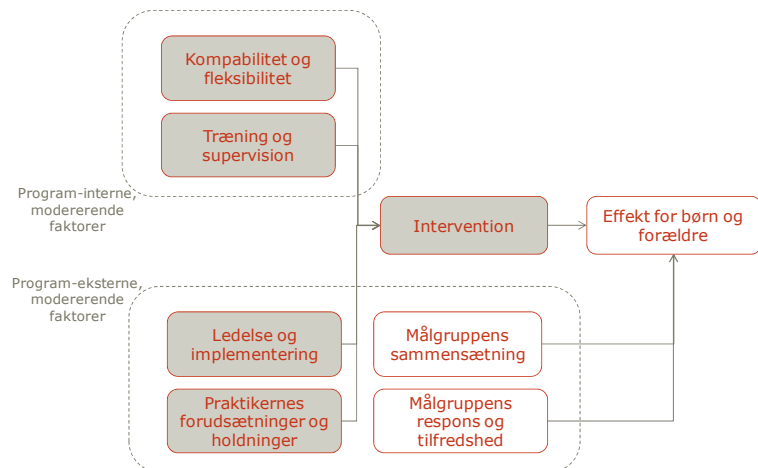 Kompabilitet og
fleksibilitet
Træning og
supervision
Program-interne,
modererende
faktorer
Intervention
Effekt for børn og
forældre
Program-eksterne,
modererende
faktorer
Ledelse og
implementering
Målgruppens
sammensætning
Praktikernes
forudsætninger og
holdninger
Målgruppens
respons og
tilfredshed